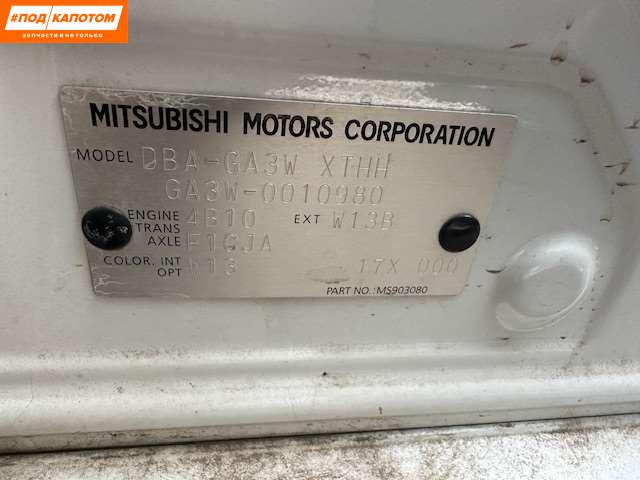 #ПОД КАПОТОМ
запчасти и не только
MITSUBISHI MOTORS CORPORATION
MODEL DBA-GA3W XTHH
GA3W-0010980
ENGINE 4B10 EXT W13B
TRANS
AXLE F1CJA
COLOR. INT 13
OPT 17X 000
PART NO.:MS903080